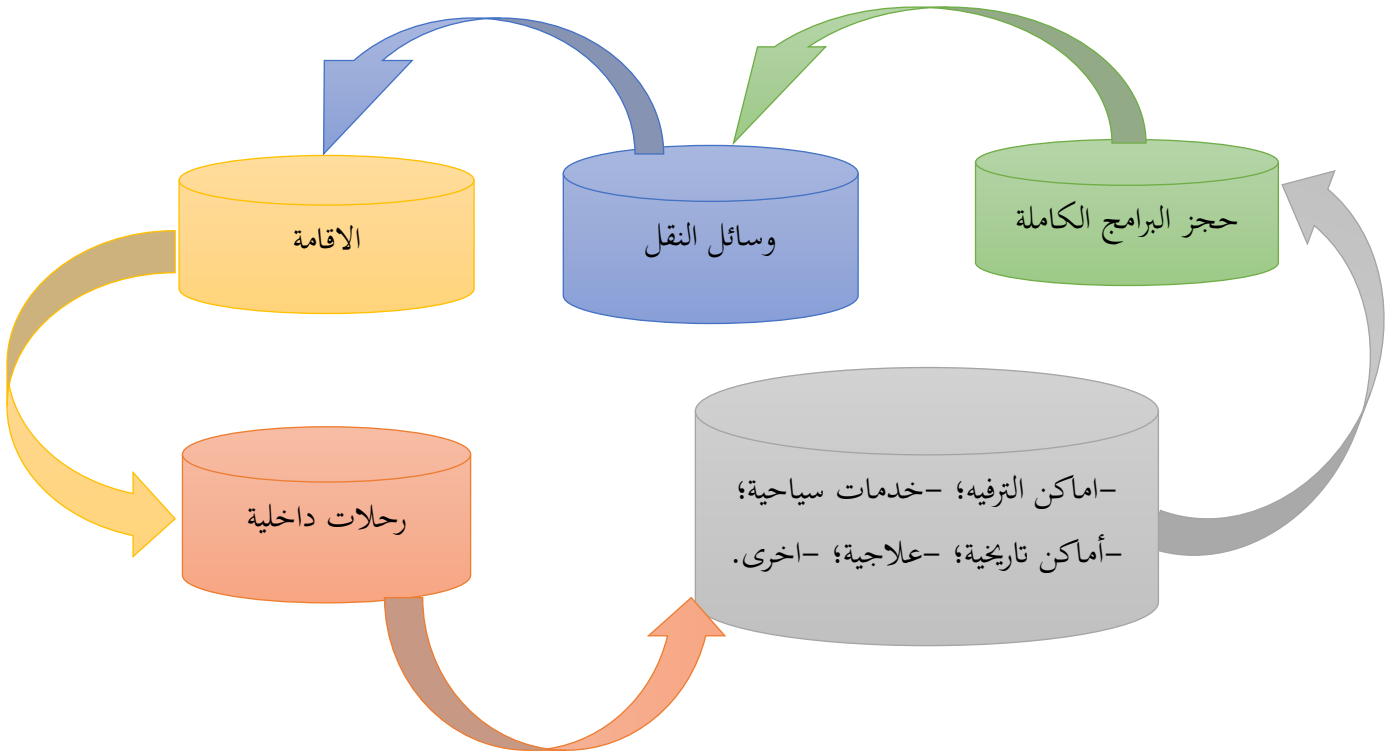 حجز البرامج الكاملة
وسائل النقل
الاقامة
رحلات داخلية
-اماكن الترفيه؛ -خدمات سياحية؛
-أماكن تاريخية؛ -علاجية؛ -اخرى.